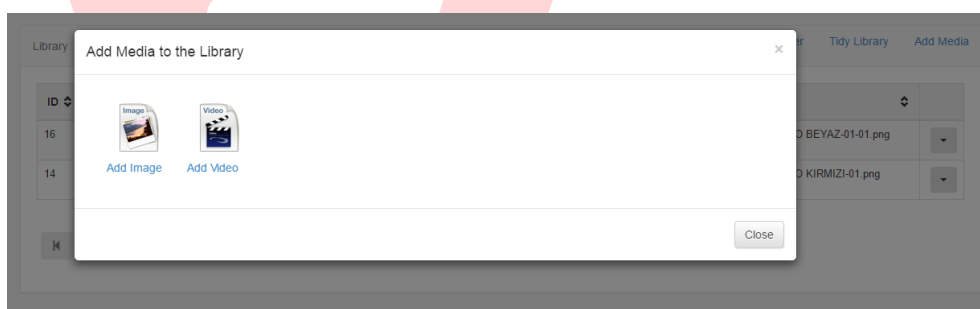 Library
Add Media to the Library
×
er Tidy Library Add Media
ID
16
BEYAZ-01-01.png
14
KIRMIZI-01.png
Image
Video
Add Image Add Video
Close